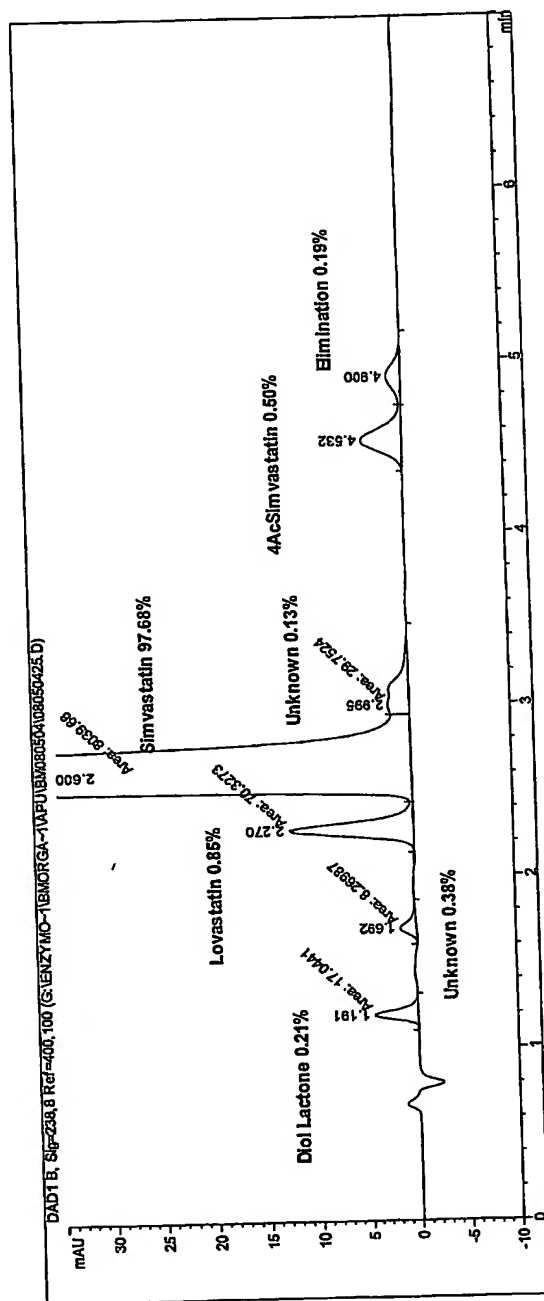 DAD1 B, Sig=238,8 Ref=400,100 (G:\ENZYMO~1\BMORGA~1\APU\BM080504\08050425.D)
mAU
30
25
20
15
10
5
0
-5
-10
Diol Lactone 0.21%
1.191
Area: 17.0441
1.692
Area: 8.26987
Unknown 0.38%
Lovastatin 0.85%
2.270
Area: 70.3273
2.600
Area: 8039.68
Simvastatin 97.68%
Unknown 0.13%
2.995
Area: 29.7524
4AcSimvastatin 0.50%
4.532
Elimination 0.19%
4.900
0
1
2
3
4
5
6
min